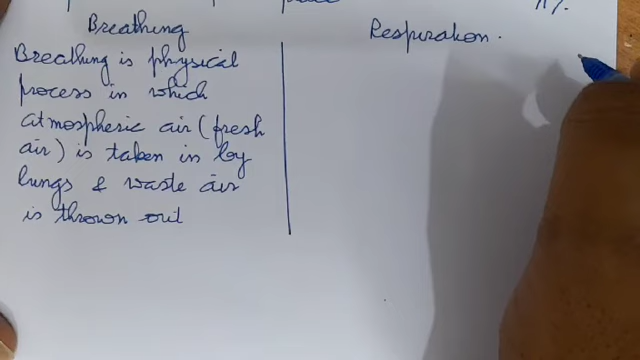 Breathing
Respiration.
Breathing is physical
process in which
atmospheric air (fresh
air) is taken in by
lungs & waste air
is thrown out